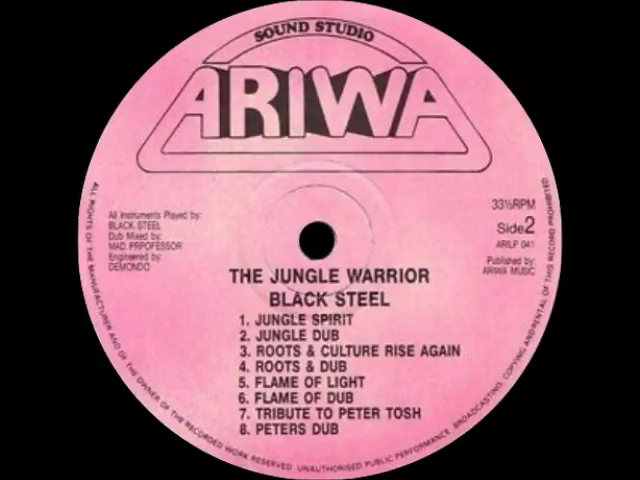 SOUND STUDIO
ARIWA
33⅓RPM
Side2
ARILP 041
Published by:
ARIWA MUSIC
All Instruments Played by:
BLACK STEEL
Dub Mixed by:
MAD PRPOFESSOR
Engineered by:
DEMONDO
THE JUNGLE WARRIOR
BLACK STEEL
1. JUNGLE SPIRIT
2. JUNGLE DUB
3. ROOTS & CULTURE RISE AGAIN
4. ROOTS & DUB
5. FLAME OF LIGHT
6. FLAME OF DUB
7. TRIBUTE TO PETER TOSH
8. PETERS DUB
ALL RIGHTS OF THE MANUFACTURER AND OF THE OWNER OF THE RECORDED WORK RESERVED. UNAUTHORISED PUBLIC PERFORMANCE, BROADCASTING, COPYING AND RENTAL OF THIS RECORD PROHIBITED.